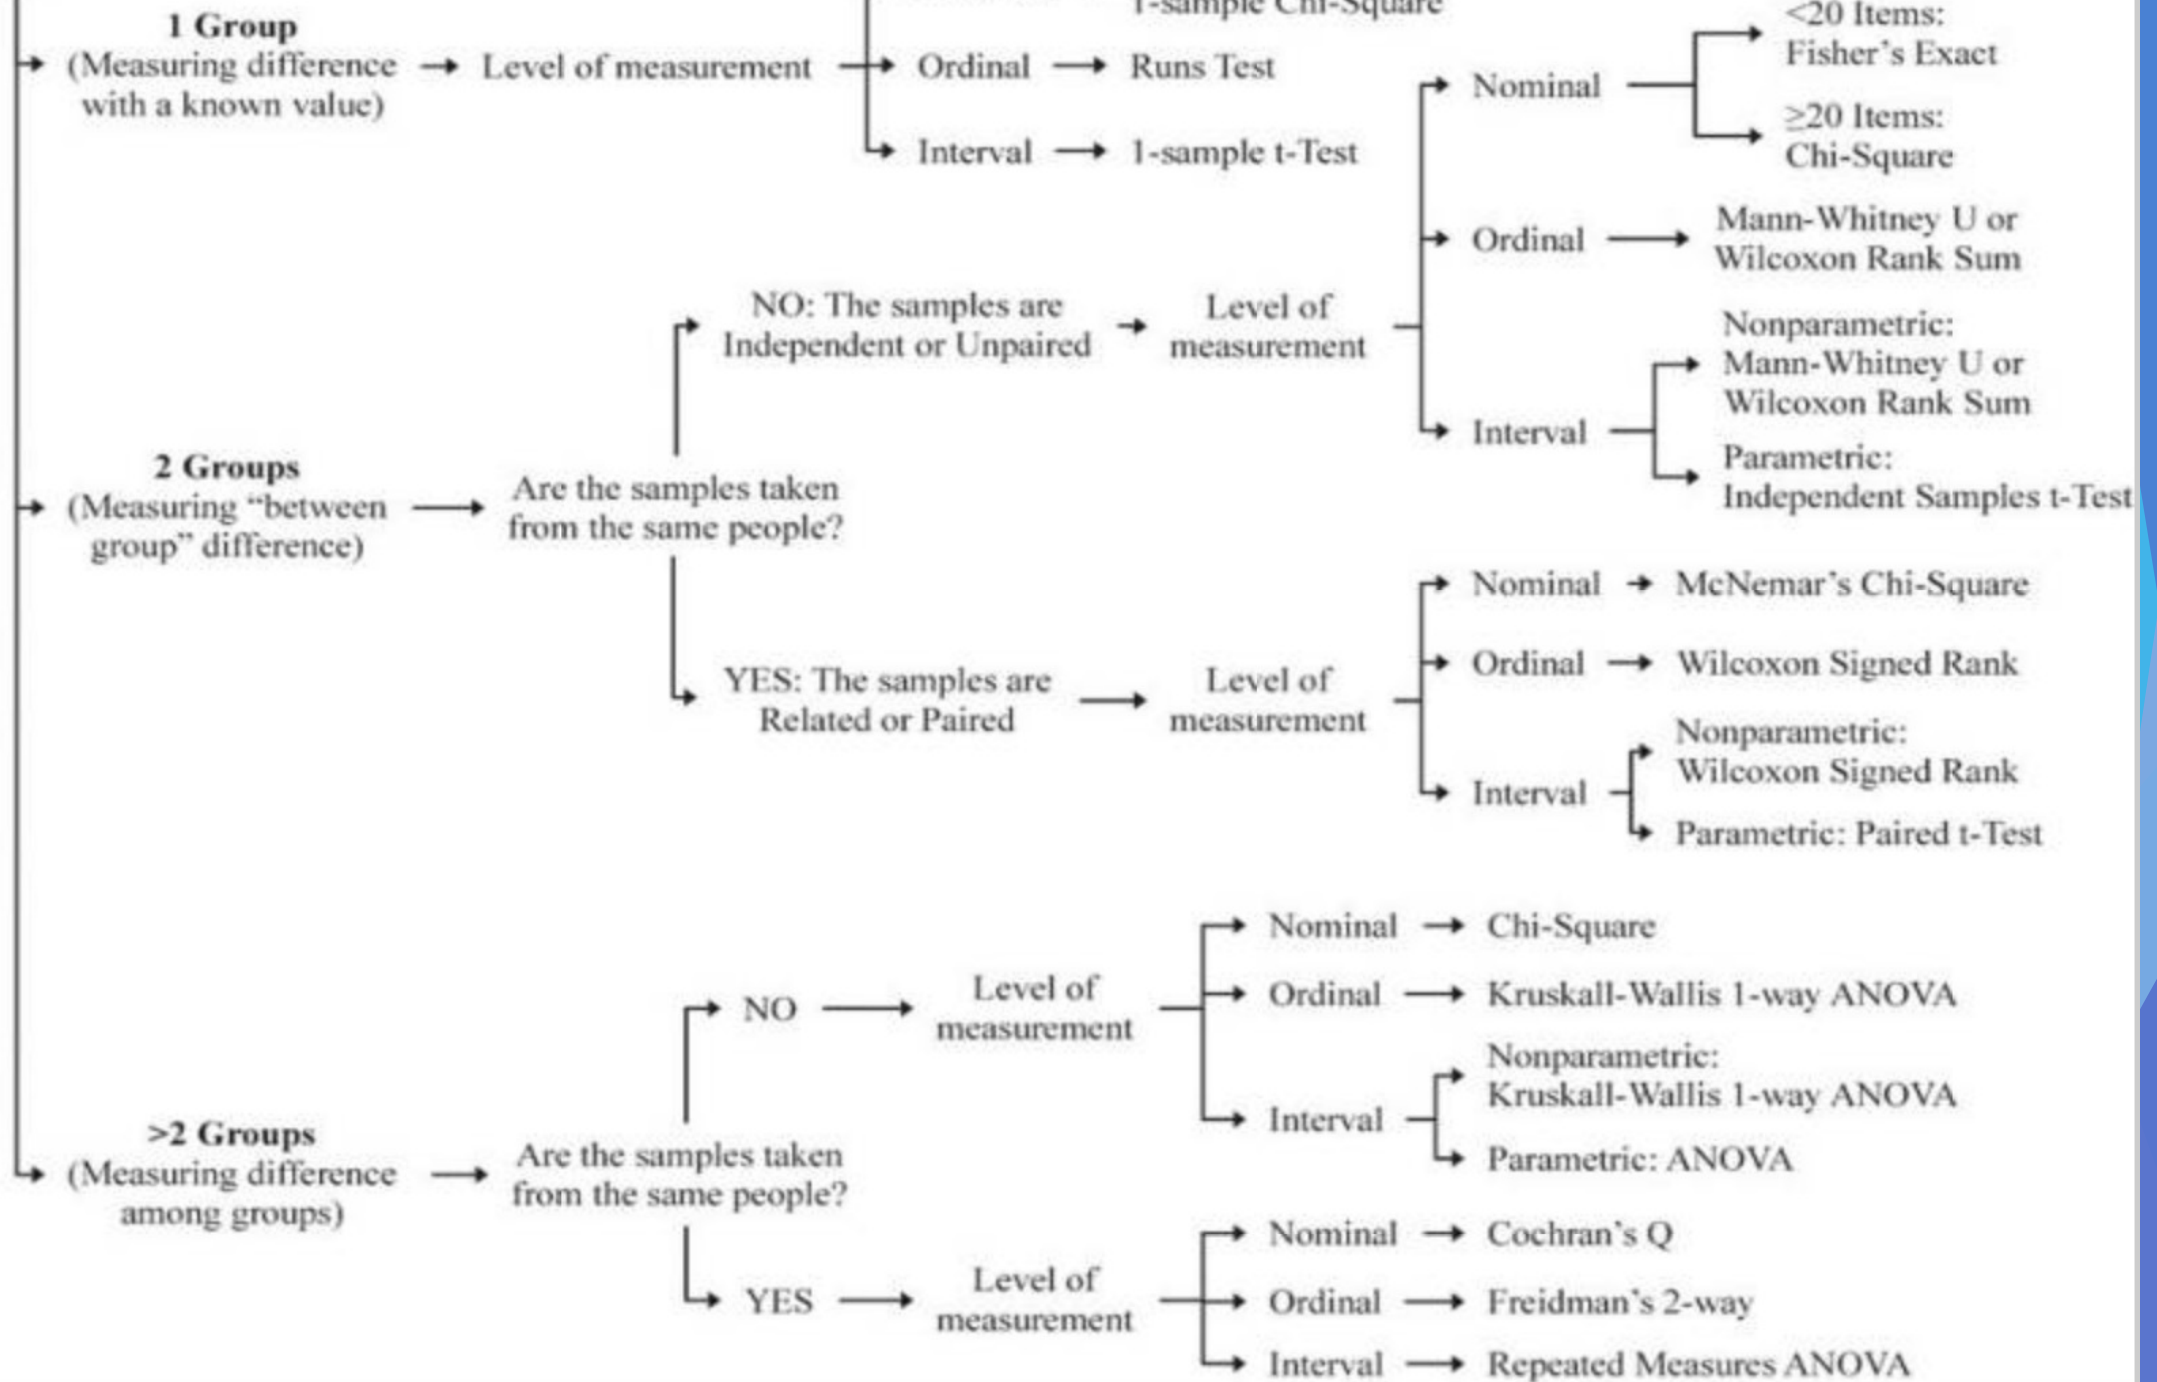 1-sample Chi-Square
1 Group
(Measuring difference
with a known value)
Level of measurement
Ordinal
Runs Test
Interval
1-sample t-Test
2 Groups
(Measuring “between
group” difference)
Are the samples taken
from the same people?
NO: The samples are
Independent or Unpaired
Level of
measurement
Nominal
<20 Items:
Fisher’s Exact
≥20 Items:
Chi-Square
Ordinal
Mann-Whitney U or
Wilcoxon Rank Sum
Interval
Nonparametric:
Mann-Whitney U or
Wilcoxon Rank Sum
Parametric:
Independent Samples t-Test
YES: The samples are
Related or Paired
Level of
measurement
Nominal
McNemar’s Chi-Square
Ordinal
Wilcoxon Signed Rank
Interval
Nonparametric:
Wilcoxon Signed Rank
Parametric: Paired t-Test
>2 Groups
(Measuring difference
among groups)
Are the samples taken
from the same people?
NO
Level of
measurement
Nominal
Chi-Square
Ordinal
Kruskall-Wallis 1-way ANOVA
Interval
Nonparametric:
Kruskall-Wallis 1-way ANOVA
Parametric: ANOVA
YES
Level of
measurement
Nominal
Cochran’s Q
Ordinal
Freidman’s 2-way
Interval
Repeated Measures ANOVA